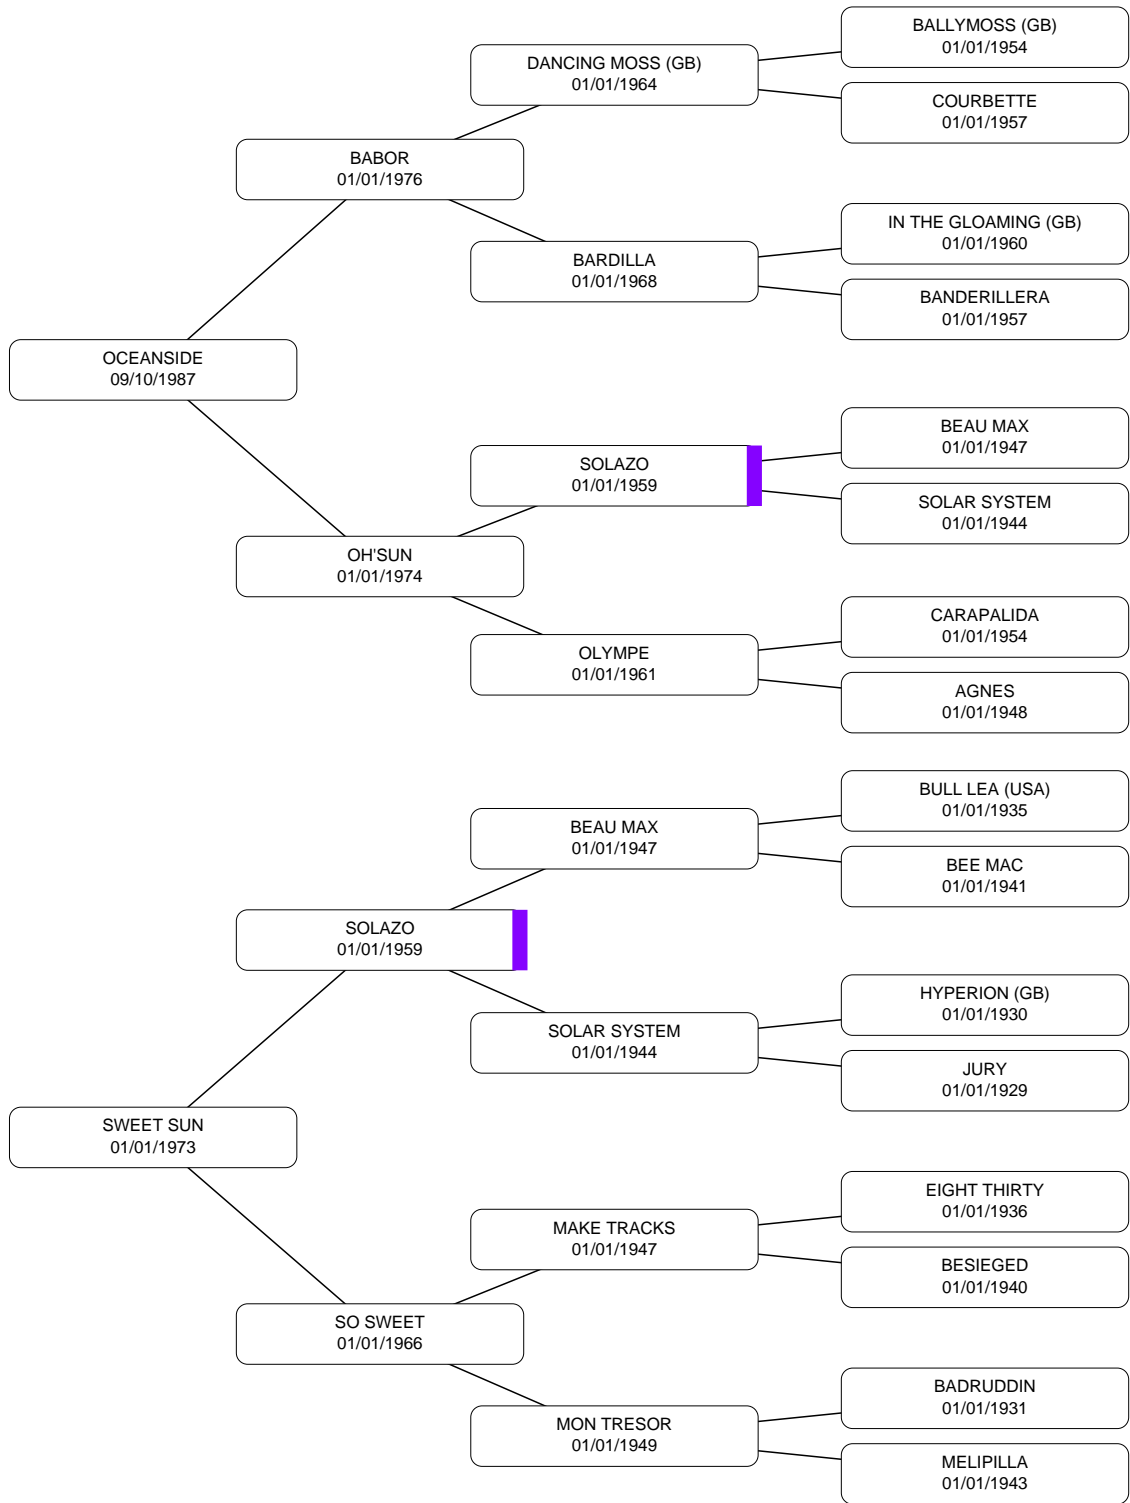 BALLYMOSS (GB)
01/01/1954
DANCING MOSS (GB)
01/01/1964
COURBETTE
01/01/1957
BABOR
01/01/1976
IN THE GLOAMING (GB)
01/01/1960
BARDILLA
01/01/1968
BANDERILLERA
01/01/1957
OCEANSIDE
09/10/1987
BEAU MAX
01/01/1947
SOLAZO
01/01/1959
SOLAR SYSTEM
01/01/1944
OH'SUN
01/01/1974
CARAPALIDA
01/01/1954
OLYMPE
01/01/1961
AGNES
01/01/1948
BULL LEA (USA)
01/01/1935
BEAU MAX
01/01/1947
BEE MAC
01/01/1941
SOLAZO
01/01/1959
HYPERION (GB)
01/01/1930
SOLAR SYSTEM
01/01/1944
JURY
01/01/1929
SWEET SUN
01/01/1973
EIGHT THIRTY
01/01/1936
MAKE TRACKS
01/01/1947
BESIEGED
01/01/1940
SO SWEET
01/01/1966
BADRUDDIN
01/01/1931
MON TRESOR
01/01/1949
MELIPILLA
01/01/1943